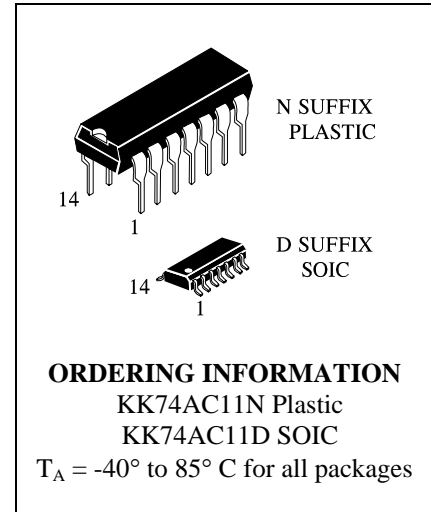 N SUFFIX
PLASTIC
14
1
D SUFFIX
SOIC
14
1
ORDERING INFORMATION
KK74AC11N Plastic
KK74AC11D SOIC
T_A = -40° to 85° C for all packages